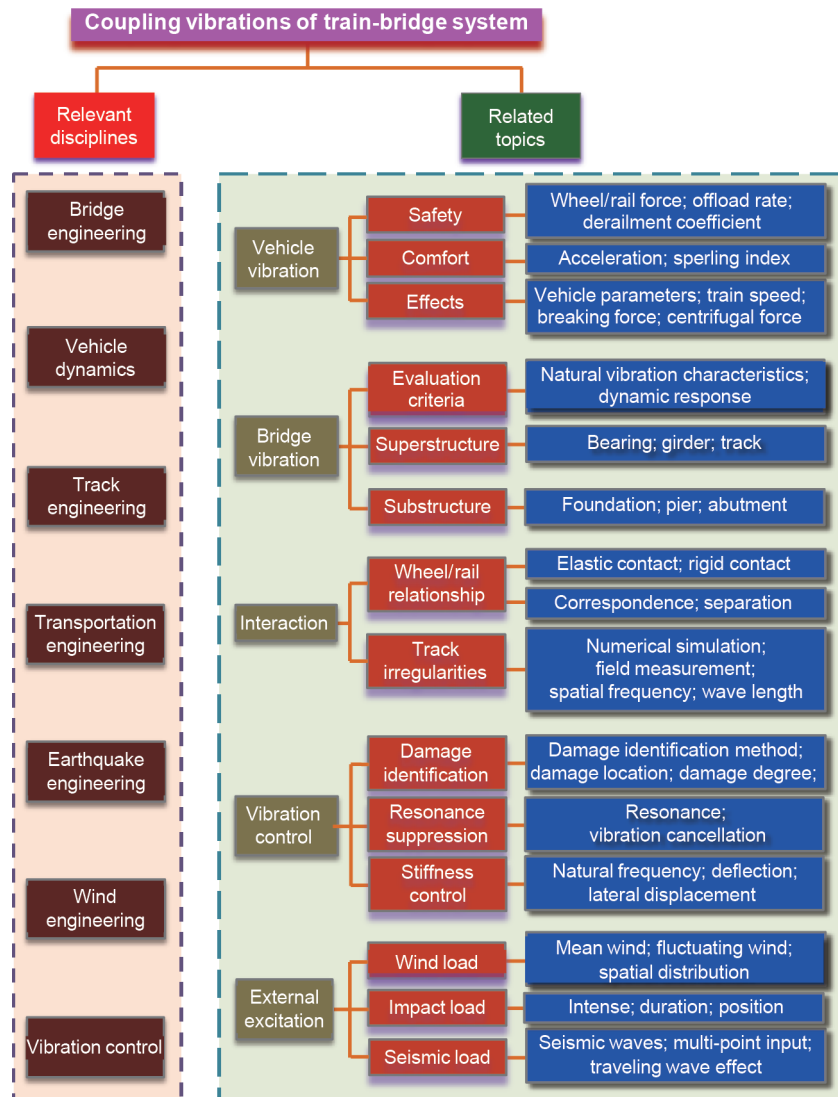 Coupling vibrations of train-bridge system
Relevant
disciplines
Related
topics
Bridge
engineering
Vehicle
dynamics
Track
engineering
Transportation
engineering
Earthquake
engineering
Wind
engineering
Vibration control
Vehicle
vibration
Safety
Wheel/rail force; offload rate;
derailment coefficient
Comfort
Acceleration; sperling index
Effects
Vehicle parameters; train speed;
breaking force; centrifugal force
Bridge
vibration
Evaluation
criteria
Natural vibration characteristics;
dynamic response
Superstructure
Bearing; girder; track
Substructure
Foundation; pier; abutment
Interaction
Wheel/rail
relationship
Elastic contact; rigid contact
Correspondence; separation
Track
irregularities
Numerical simulation;
field measurement;
spatial frequency; wave length
Vibration
control
Damage
identification
Damage identification method;
damage location; damage degree;
Resonance
suppression
Resonance;
vibration cancellation
Stiffness
control
Natural frequency; deflection;
lateral displacement
External
excitation
Wind load
Mean wind; fluctuating wind;
spatial distribution
Impact load
Intense; duration; position
Seismic load
Seismic waves; multi-point input;
traveling wave effect